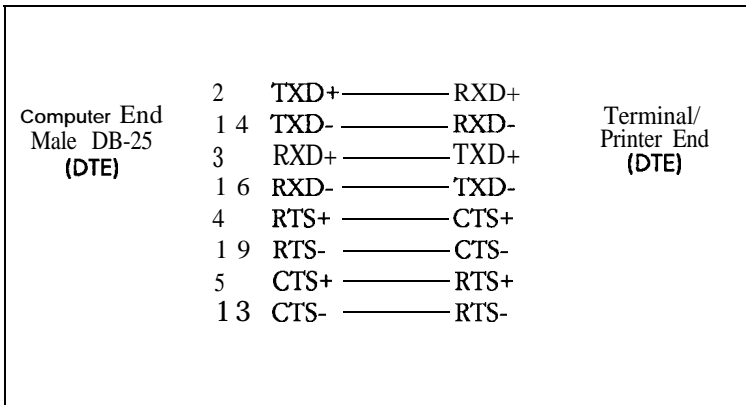 2 TXD+ RXD+
Computer End
Male DB-25
(DTE)
14 TXD- RXD-
3 RXD+ TXD+
16 RXD- TXD-
4 RTS+ CTS+
19 RTS- CTS-
5 CTS+ RTS+
13 CTS- RTS-
Terminal/
Printer End
(DTE)